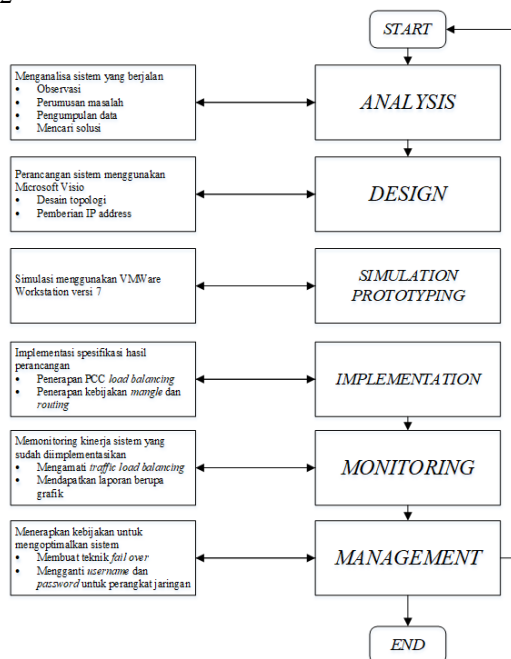 2
START
Menganalisa sistem yang berjalan
• Observasi
• Perumusan masalah
• Pengumpulan data
• Mencari solusi
ANALYSIS
Perancangan sistem menggunakan
Microsoft Visio
• Desain topologi
• Pemberian IP address
DESIGN
Simulasi menggunakan VMWare
Workstation versi 7
SIMULATION
PROTOTYPING
Implementasi spesifikasi hasil
perancangan
• Penerapan PCC load balancing
• Penerapan kebijakan mangle dan
routing
IMPLEMENTATION
Memonitoring kinerja sistem yang
sudah diimplementasikan
• Mengamati traffic load balancing
• Mendapatkan laporan berupa
grafik
MONITORING
Menerapkan kebijakan untuk
mengoptimalkan sistem
• Membuat teknik fail over
• Mengganti username dan
password untuk perangkat jaringan
MANAGEMENT
END